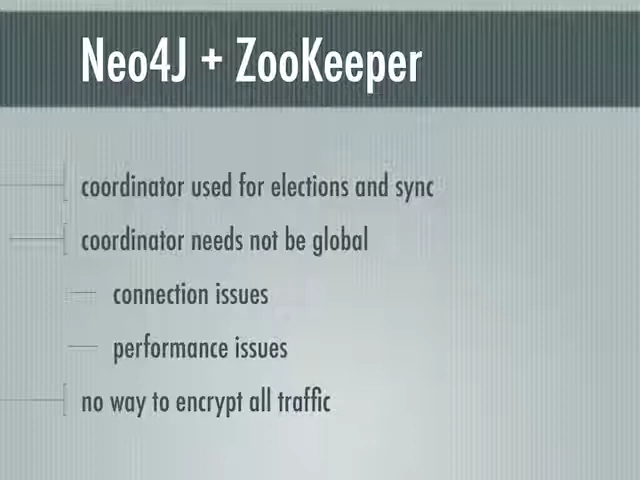 Neo4J + ZooKeeper
coordinator used for elections and sync
coordinator needs not be global
connection issues
performance issues
no way to encrypt all traffic